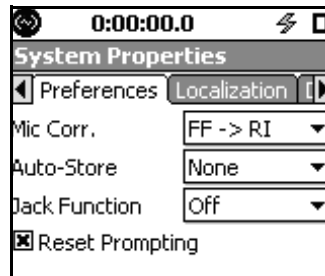 0:00:00.0
System Properties
Preferences Localization
Mic Corr. FF -> RI
Auto-Store None
Jack Function Off
Reset Prompting